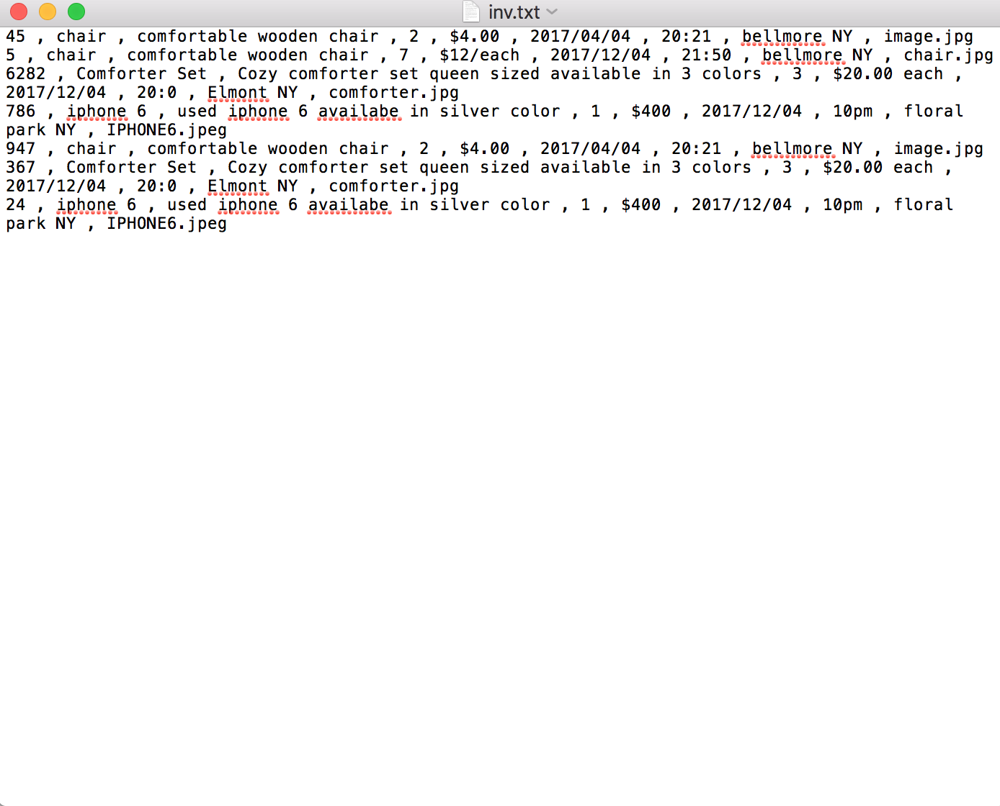 inv.txt
45 , chair , comfortable wooden chair , 2 , $4.00 , 2017/04/04 , 20:21 , bellmore NY , image.jpg
5 , chair , comfortable wooden chair , 7 , $12/each , 2017/12/04 , 21:50 , bellmore NY , chair.jpg
6282 , Comforter Set , Cozy comforter set queen sized available in 3 colors , 3 , $20.00 each ,
2017/12/04 , 20:0 , Elmont NY , comforter.jpg
786 , iphone 6 , used iphone 6 availabe in silver color , 1 , $400 , 2017/12/04 , 10pm , floral
park NY , IPHONE6.jpeg
947 , chair , comfortable wooden chair , 2 , $4.00 , 2017/04/04 , 20:21 , bellmore NY , image.jpg
367 , Comforter Set , Cozy comforter set queen sized available in 3 colors , 3 , $20.00 each ,
2017/12/04 , 20:0 , Elmont NY , comforter.jpg
24 , iphone 6 , used iphone 6 availabe in silver color , 1 , $400 , 2017/12/04 , 10pm , floral
park NY , IPHONE6.jpeg